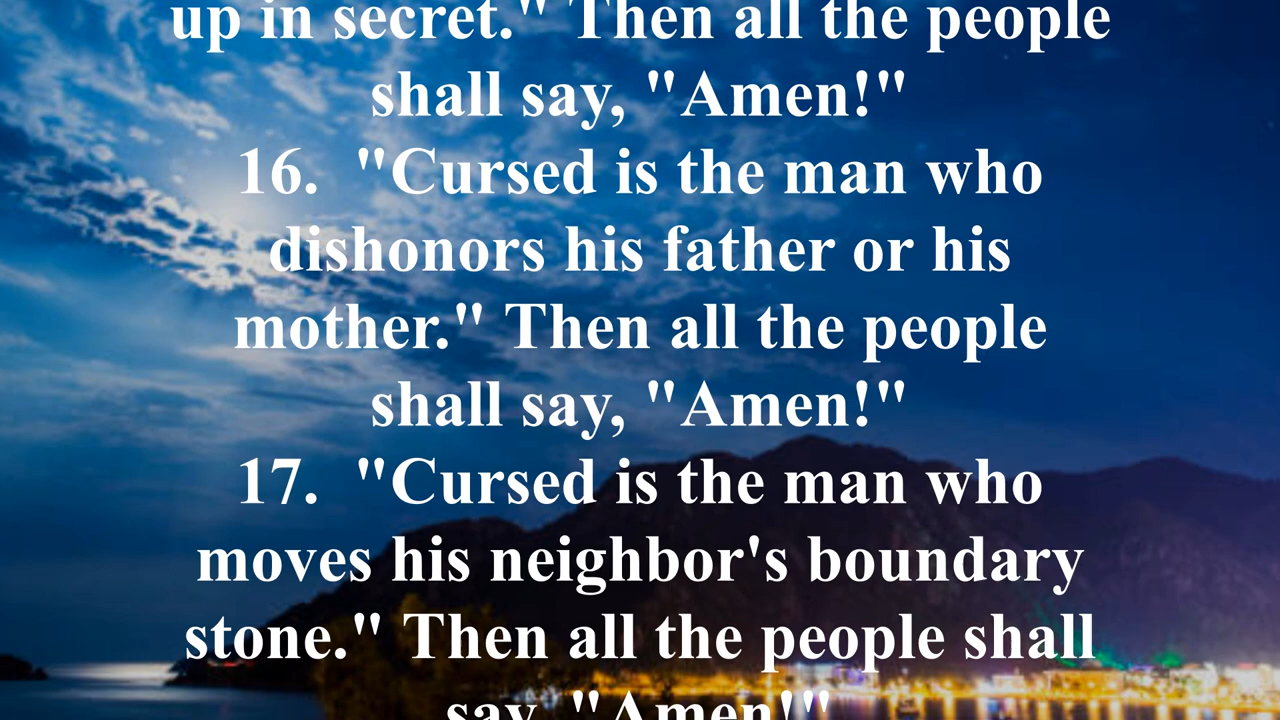 up in secret." Then all the people
shall say, "Amen!"
16. "Cursed is the man who
dishonors his father or his
mother." Then all the people
shall say, "Amen!"
17. "Cursed is the man who
moves his neighbor's boundary
stone." Then all the people shall
say, "Amen!"